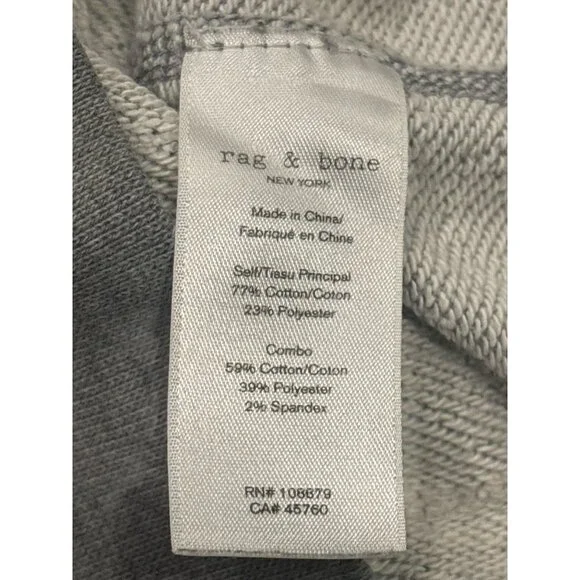 rag & bone
NEW YORK
Made in China/
Fabriqué en Chine
Self/Tissu Principal
77% Cotton/Coton
23% Polyester
Combo
59% Cotton/Coton
39% Polyester
2% Spandex
RN# 108679
CA# 45760